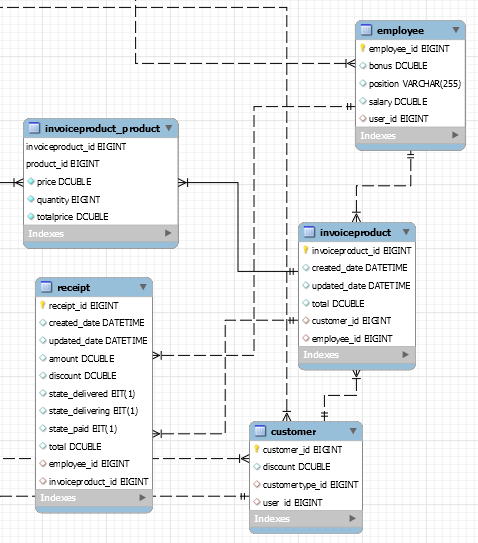 employee
employee_id BIGINT
bonus DOUBLE
position VARCHAR(255)
salary DOUBLE
user_id BIGINT
Indexes
invoiceproduct_product
invoiceproduct_id BIGINT
product_id BIGINT
price DOUBLE
quantity BIGINT
totalprice DOUBLE
Indexes
invoiceproduct
invoiceproduct_id BIGINT
created_date DATETIME
updated_date DATETIME
total DOUBLE
customer_id BIGINT
employee_id BIGINT
Indexes
receipt
receipt_id BIGINT
created_date DATETIME
updated_date DATETIME
amount DOUBLE
discount DOUBLE
state_delivered BIT(1)
state_delivering BIT(1)
state_paid BIT(1)
total DOUBLE
employee_id BIGINT
invoiceproduct_id BIGINT
Indexes
customer
customer_id BIGINT
discount DOUBLE
customertype_id BIGINT
user_id BIGINT
Indexes